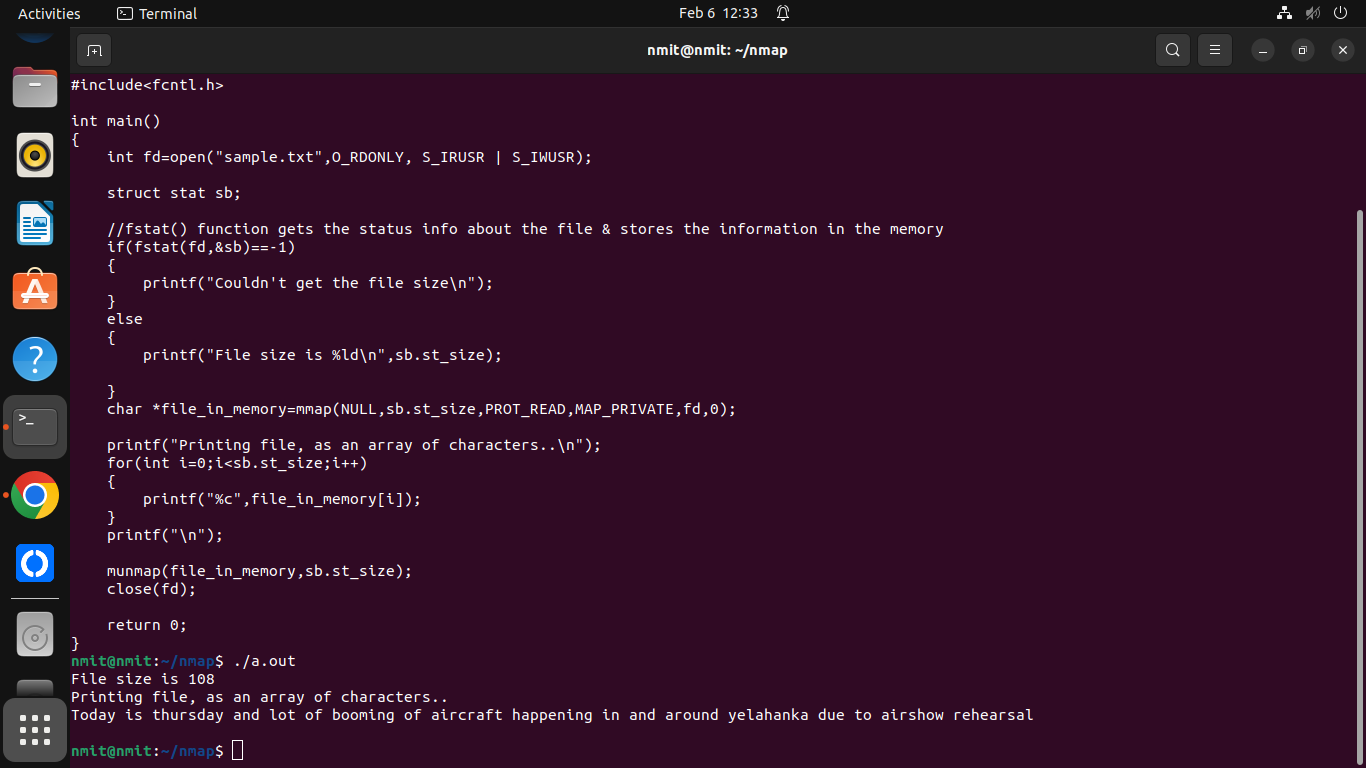 Activities
Terminal
Feb 6 12:33
nmit@nmit: ~/nmap
#include<fcntl.h>
int main()
{
    int fd=open("sample.txt",O_RDONLY, S_IRUSR | S_IWUSR);
    struct stat sb;
    //fstat() function gets the status info about the file & stores the information in the memory
    if(fstat(fd,&sb)==-1)
    {
        printf("Couldn't get the file size\n");
    }
    else
    {
        printf("File size is %ld\n",sb.st_size);
    }
    char *file_in_memory=mmap(NULL,sb.st_size,PROT_READ,MAP_PRIVATE,fd,0);
    printf("Printing file, as an array of characters..\n");
    for(int i=0;i<sb.st_size;i++)
    {
        printf("%c",file_in_memory[i]);
    }
    printf("\n");
    munmap(file_in_memory,sb.st_size);
    close(fd);
    return 0;
}
nmit@nmit:~/nmap$ ./a.out
File size is 108
Printing file, as an array of characters..
Today is thursday and lot of booming of aircraft happening in and around yelahanka due to airshow rehearsal
nmit@nmit:~/nmap$